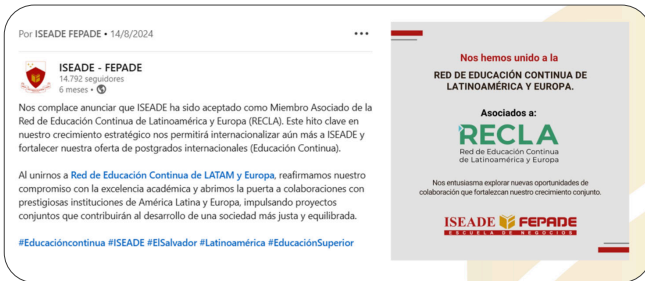 Por ISEADE FEPADE • 14/8/2024
ISEADE - FEPADE
14.792 seguidores
6 meses •
Nos complace anunciar que ISEADE ha sido aceptado como Miembro Asociado de la
Red de Educación Continua de Latinoamérica y Europa (RECLA). Este hito clave en
nuestro crecimiento estratégico nos permitirá internacionalizar aún más a ISEADE y
fortalecer nuestra oferta de postgrados internacionales (Educación Continua).
Al unirnos a Red de Educación Continua de LATAM y Europa, reafirmamos nuestro
compromiso con la excelencia académica y abrimos la puerta a colaboraciones con
prestigiosas instituciones de América Latina y Europa, impulsando proyectos
conjuntos que contribuirán al desarrollo de una sociedad más justa y equilibrada.
#Educacióncontinua #ISEADE #ElSalvador #Latinoamérica #EducaciónSuperior
Nos hemos unido a la
RED DE EDUCACIÓN CONTINUA DE
LATINOAMÉRICA Y EUROPA.
Asociados a:
RECLA
Red de Educación Continua
de Latinoamérica y Europa
Nos entusiasma explorar nuevas oportunidades de
colaboración que fortalezcan nuestro crecimiento conjunto.
ISEADE FEPADE
ESCUELA DE NEGOCIOS